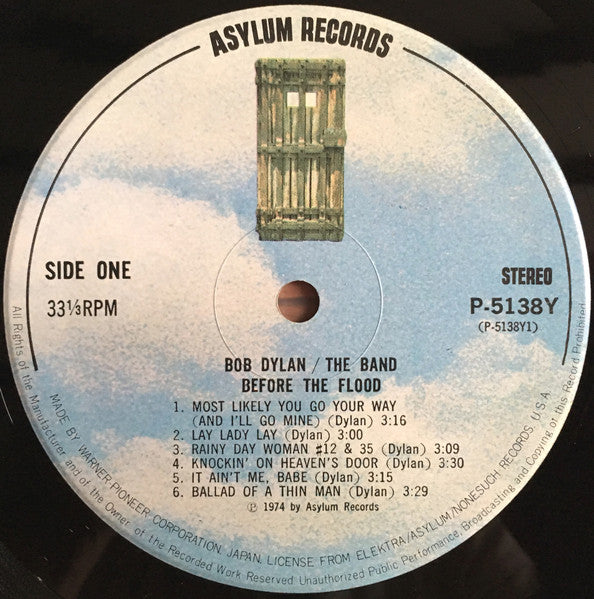 ASYLUM RECORDS
SIDE ONE
33⅓RPM
STEREO
P-5138Y
(P-5138Y1)
BOB DYLAN / THE BAND
BEFORE THE FLOOD
1. MOST LIKELY YOU GO YOUR WAY
(AND I'LL GO MINE) (Dylan) 3:16
2. LAY LADY LAY (Dylan) 3:00
3. RAINY DAY WOMAN #12 & 35 (Dylan) 3:09
4. KNOCKIN' ON HEAVEN'S DOOR (Dylan) 3:30
5. IT AIN'T ME, BABE (Dylan) 3:15
6. BALLAD OF A THIN MAN (Dylan) 3:29
Ⓟ 1974 by Asylum Records
MADE BY WARNER-PIONEER CORPORATION, JAPAN, LICENSE FROM ELEKTRA/ASYLUM/NONESUCH RECORDS, U.S.A.
All Rights of the Manufacturer and of the Owner of the Recorded Work Reserved Unauthorized Public Performance, Broadcasting and Copying of this Record Prohibited